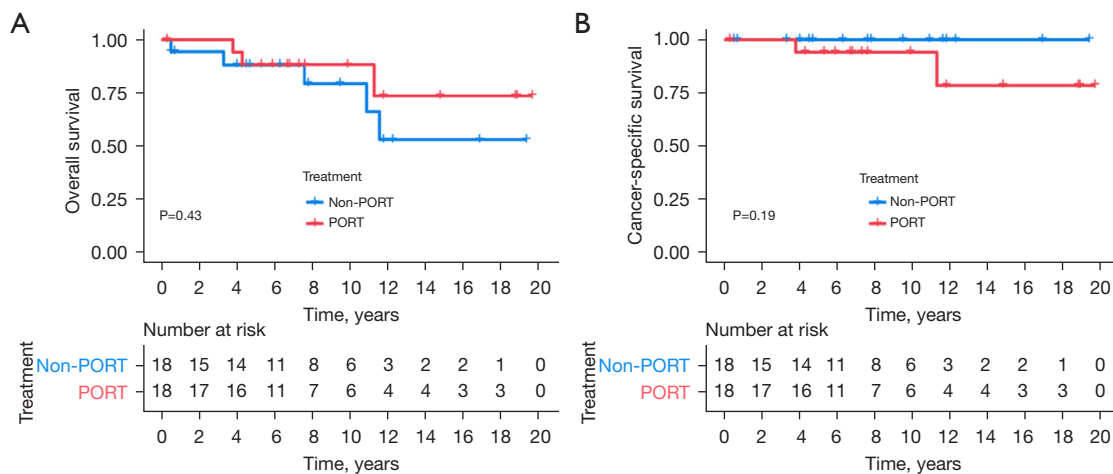 A
Overall survival
1.00
0.75
0.50
0.25
0.00
Treatment
Non-PORT
PORT
P=0.43
0 2 4 6 8 10 12 14 16 18 20
Time, years
Number at risk
Treatment
Non-PORT 18 15 14 11 8 6 3 2 2 1 0
PORT 18 17 16 11 7 6 4 4 3 3 0
0 2 4 6 8 10 12 14 16 18 20
Time, years
B
Cancer-specific survival
1.00
0.75
0.50
0.25
0.00
Treatment
Non-PORT
PORT
P=0.19
0 2 4 6 8 10 12 14 16 18 20
Time, years
Number at risk
Treatment
Non-PORT 18 15 14 11 8 6 3 2 2 1 0
PORT 18 17 16 11 7 6 4 4 3 3 0
0 2 4 6 8 10 12 14 16 18 20
Time, years